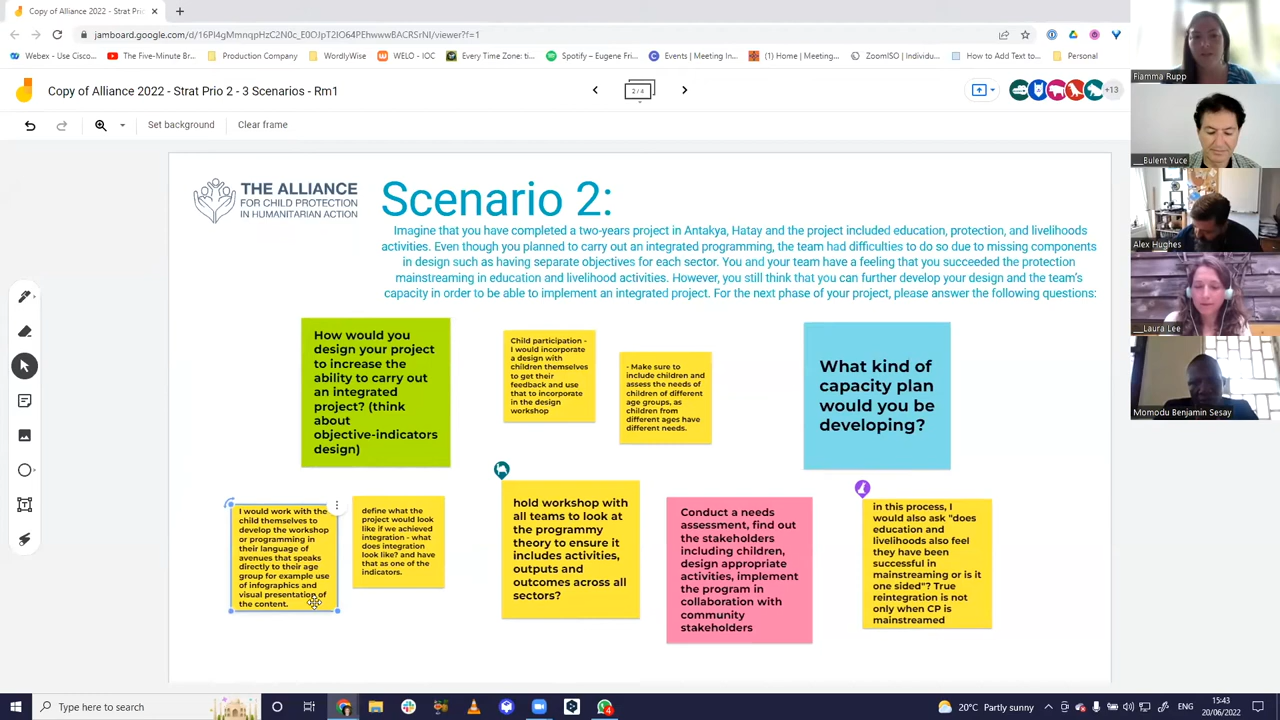 Copy of Alliance 2022 - Strat Prio
jamboard.google.com/d/16PI4gMmnqpHzC2N0c_E0OJpT2IO64PEhwwwBACRSrNI/viewer?f=1
Webex - Use Cisco...
The Five-Minute Br...
Production Company
WordlyWise
WELO - IOC
Every Time Zone: ti...
Spotify – Eugene Fri...
Events | Meeting In...
(1) Home | Meeting...
ZoomISO | Individu...
How to Add Text to...
Personal
Copy of Alliance 2022 - Strat Prio 2 - 3 Scenarios - Rm1
2 / 4
+13
Set background
Clear frame
THE ALLIANCE
FOR CHILD PROTECTION
IN HUMANITARIAN ACTION
Scenario 2:
Imagine that you have completed a two-years project in Antakya, Hatay and the project included education, protection, and livelihoods
activities. Even though you planned to carry out an integrated programming, the team had difficulties to do so due to missing components
in design such as having separate objectives for each sector. You and your team have a feeling that you succeeded the protection
mainstreaming in education and livelihood activities. However, you still think that you can further develop your design and the team's
capacity in order to be able to implement an integrated project. For the next phase of your project, please answer the following questions:
How would you
design your project
to increase the
ability to carry out
an integrated
project? (think
about
objective-indicators
design)
Child participation -
I would incorporate
a design with
children themselves
to get their
feedback and use
that to incorporate
in the design
workshop
- Make sure to
include children and
assess the needs of
children of different
age groups, as
children from
different ages have
different needs.
What kind of
capacity plan
would you be
developing?
I would work with the
child themselves to
develop the workshop
or programming in
their language of
avenues that speaks
directly to their age
group for example use
of infographics and
visual presentation of
the content.
define what the
project would look
like if we achieved
integration - what
does integration
look like? and have
that as one of the
indicators.
hold workshop with
all teams to look at
the programmy
theory to ensure it
includes activities,
outputs and
outcomes across all
sectors?
Conduct a needs
assessment, find out
the stakeholders
including children,
design appropriate
activities, implement
the program in
collaboration with
community
stakeholders
in this process, I
would also ask "does
education and
livelihoods also feel
they have been
successful in
mainstreaming or is it
one sided"? True
reintegration is not
only when CP is
mainstreamed
Fiamma Rupp
__Bulent Yuce
Alex Hughes
__Laura Lee
Momodu Benjamin Sesay
Type here to search
4
20°C Partly sunny
15:43
20/06/2022